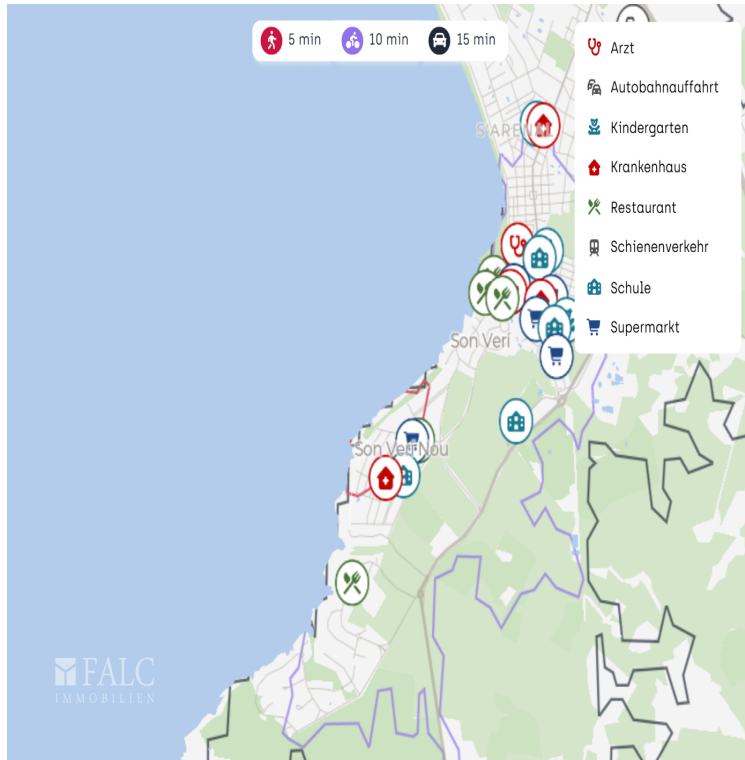 5 min
10 min
15 min
Arzt
Autobahnauffahrt
Kindergarten
Krankenhaus
Restaurant
Schienenverkehr
Schule
Supermarkt
S'ARENAL
Son Veri
Son Veri Nou
FALC
IMMOBILIEN